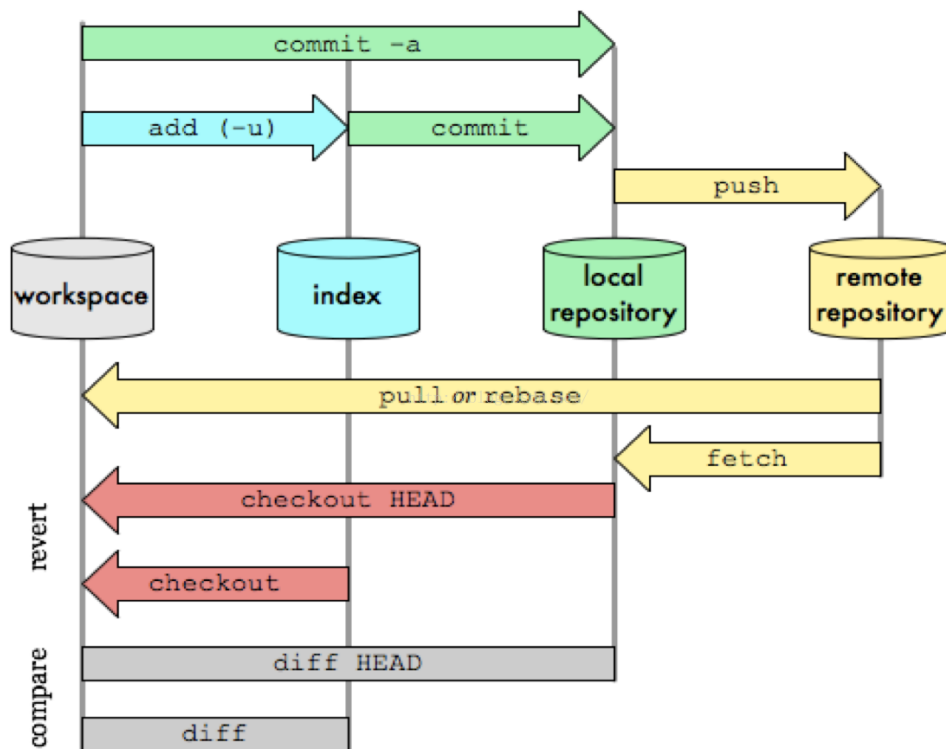 commit -a
add (-u)
commit
push
workspace
index
local
repository
remote
repository
pull or rebase
fetch
revert
checkout HEAD
checkout
compare
diff HEAD
diff